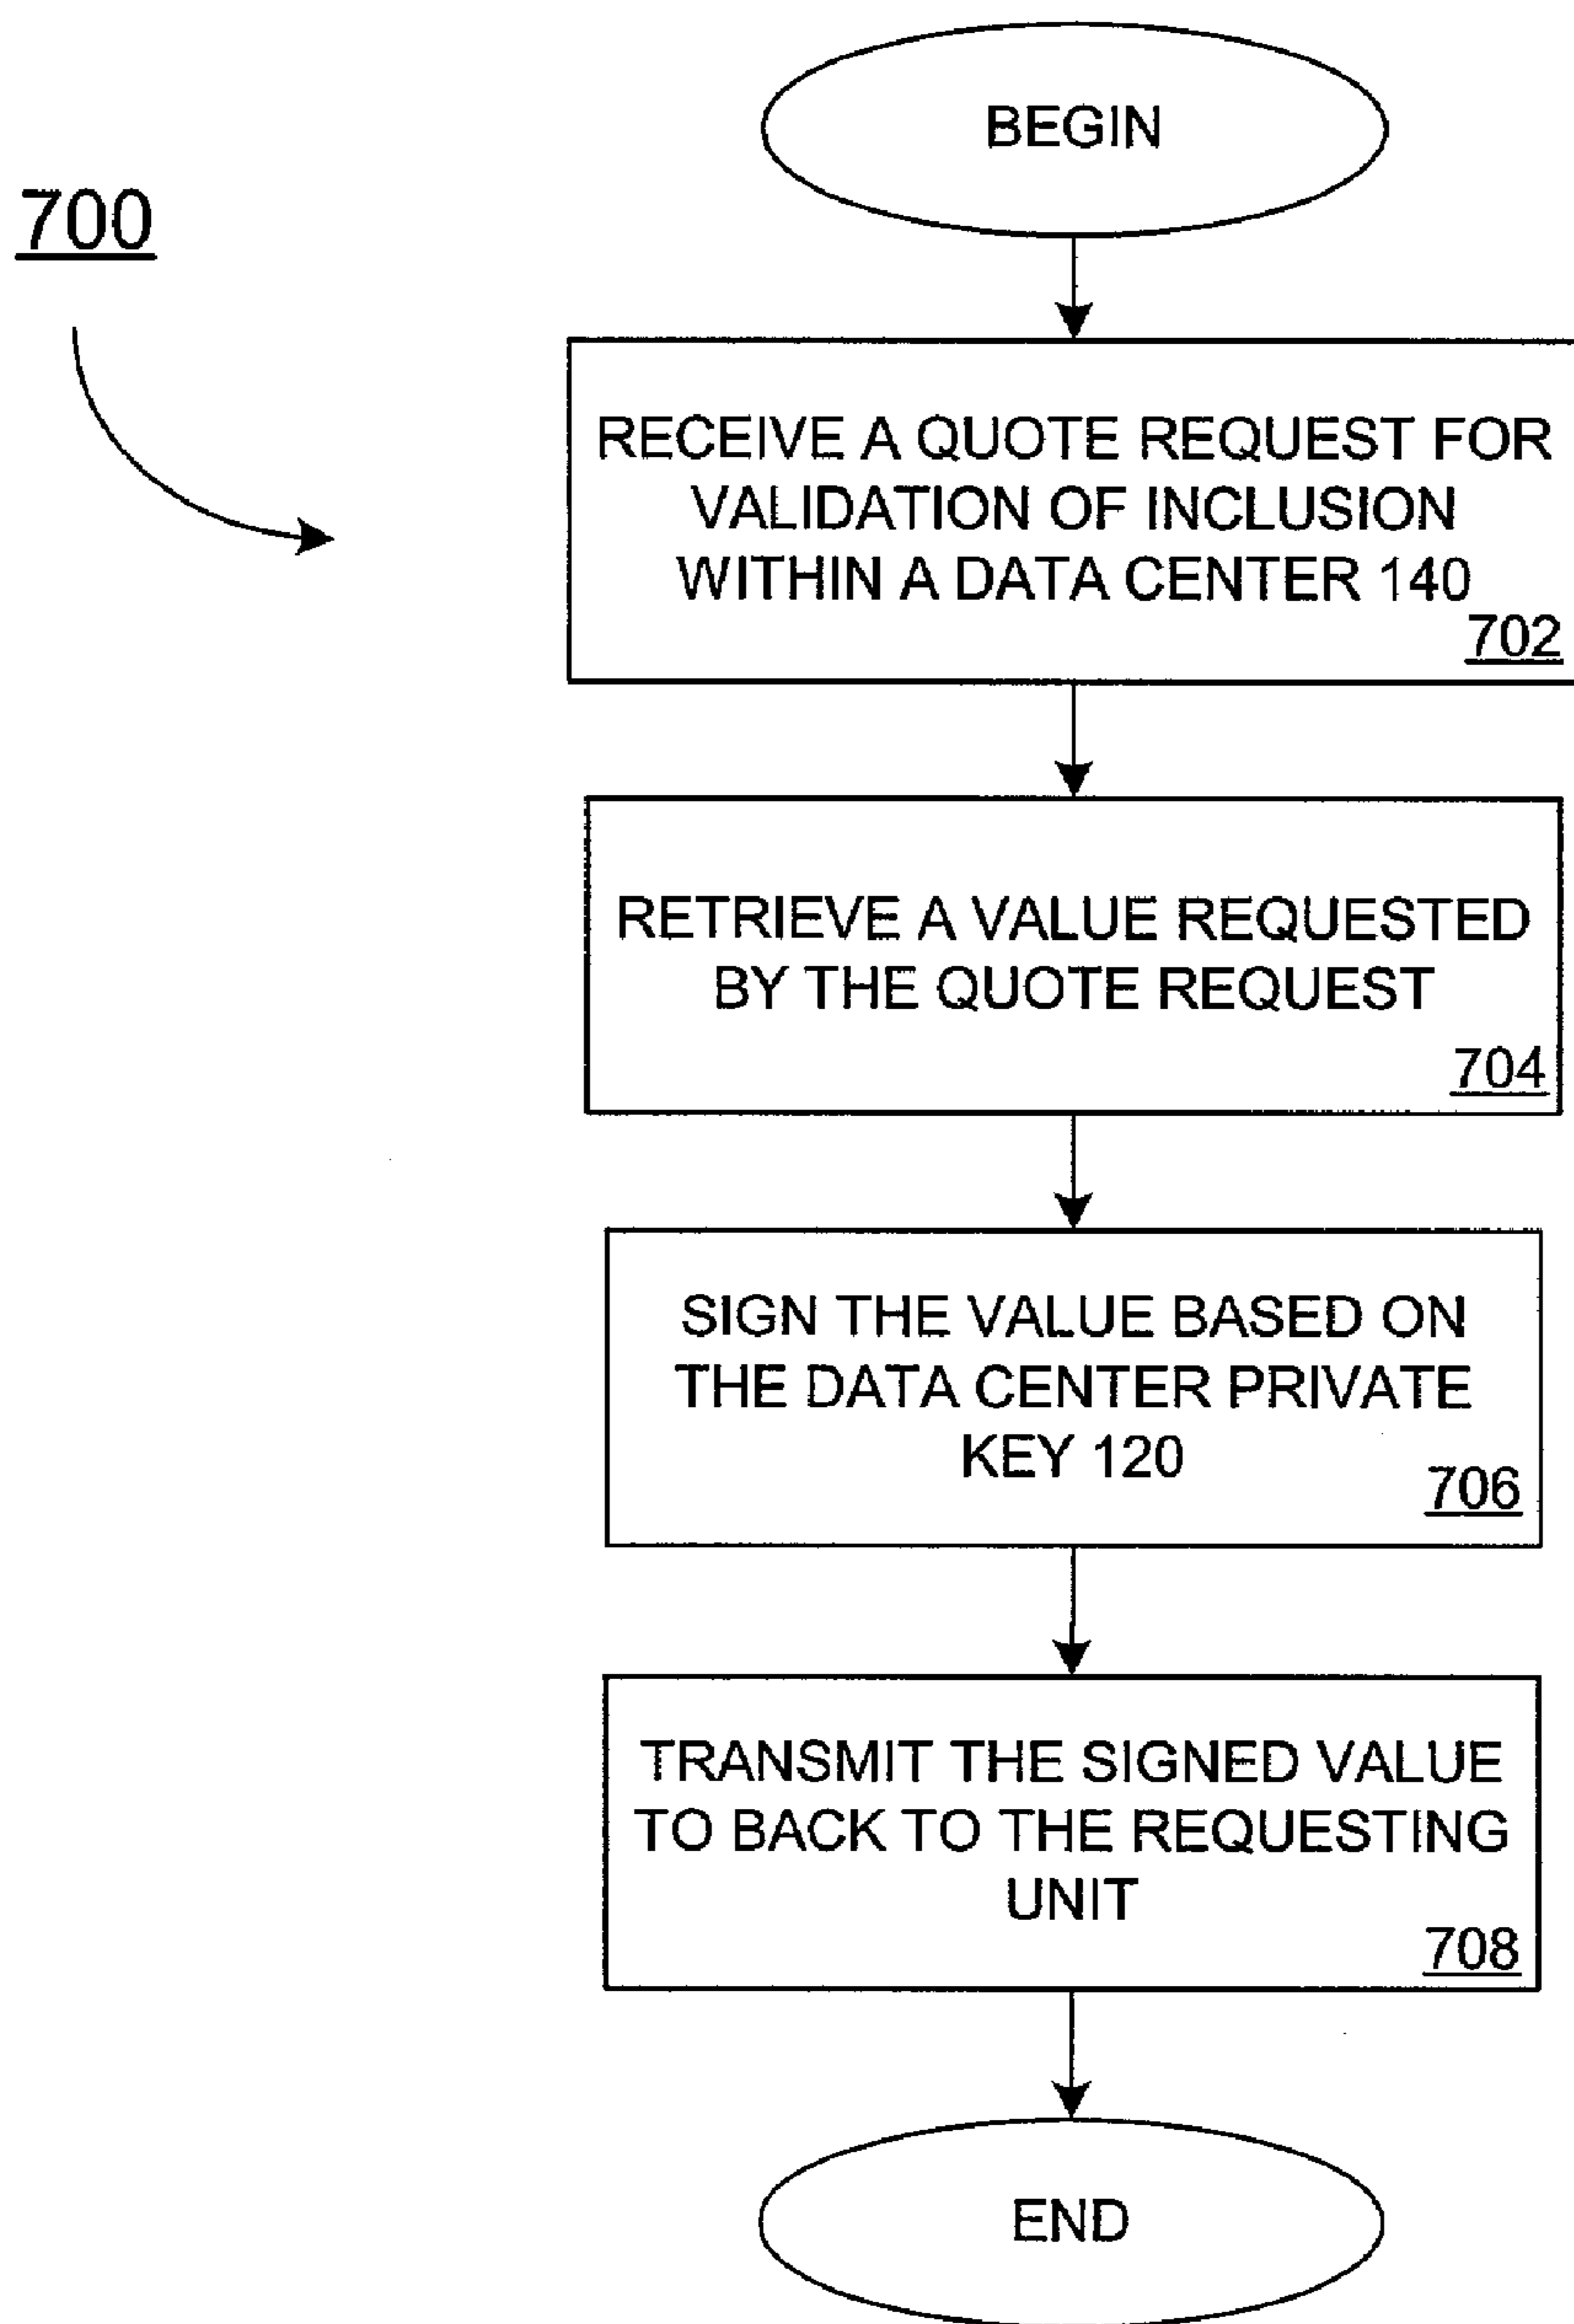 BEGIN
700
RECEIVE A QUOTE REQUEST FOR
VALIDATION OF INCLUSION
WITHIN A DATA CENTER 140
702
RETRIEVE A VALUE REQUESTED
BY THE QUOTE REQUEST
704
SIGN THE VALUE BASED ON
THE DATA CENTER PRIVATE
KEY 120
706
TRANSMIT THE SIGNED VALUE
TO BACK TO THE REQUESTING
UNIT
708
END